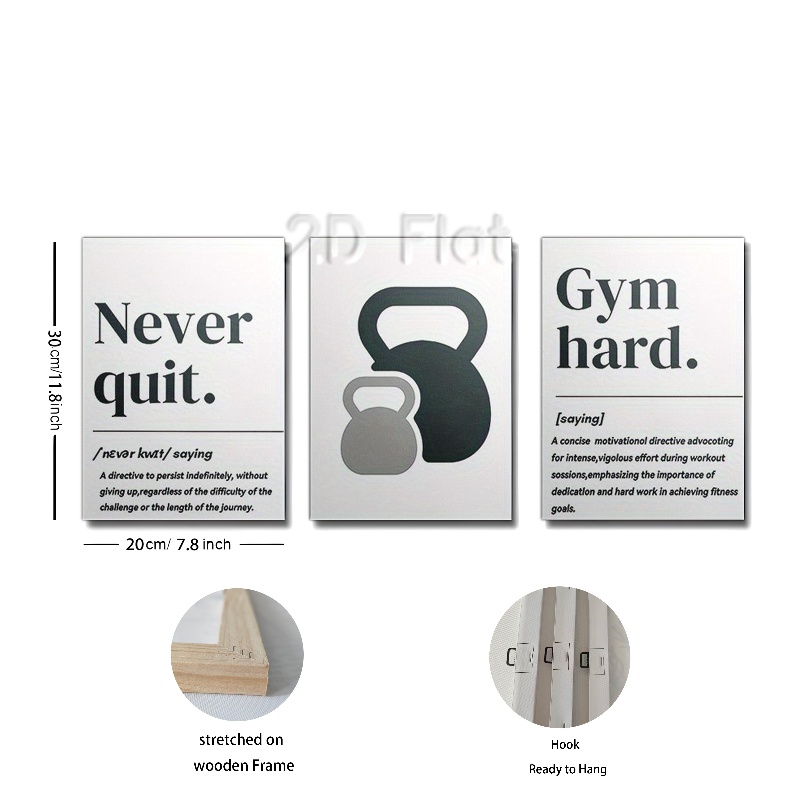 2D Flat
Never
quit.
/nɛvər kwɪt/ saying
A directive to persist indefinitely, without
giving up,regardless of the difficulty of the
challenge or the length of the journey.
Gym
hard.
[saying]
A concise motivationol directive advocoting
for intense,vigolous effort during workout
sossions,emphasizing the importance of
dedication and hard work in achieving fitness
goals.
30cm/11.8inch
20cm/ 7.8 inch
stretched on
wooden Frame
Hook
Ready to Hang